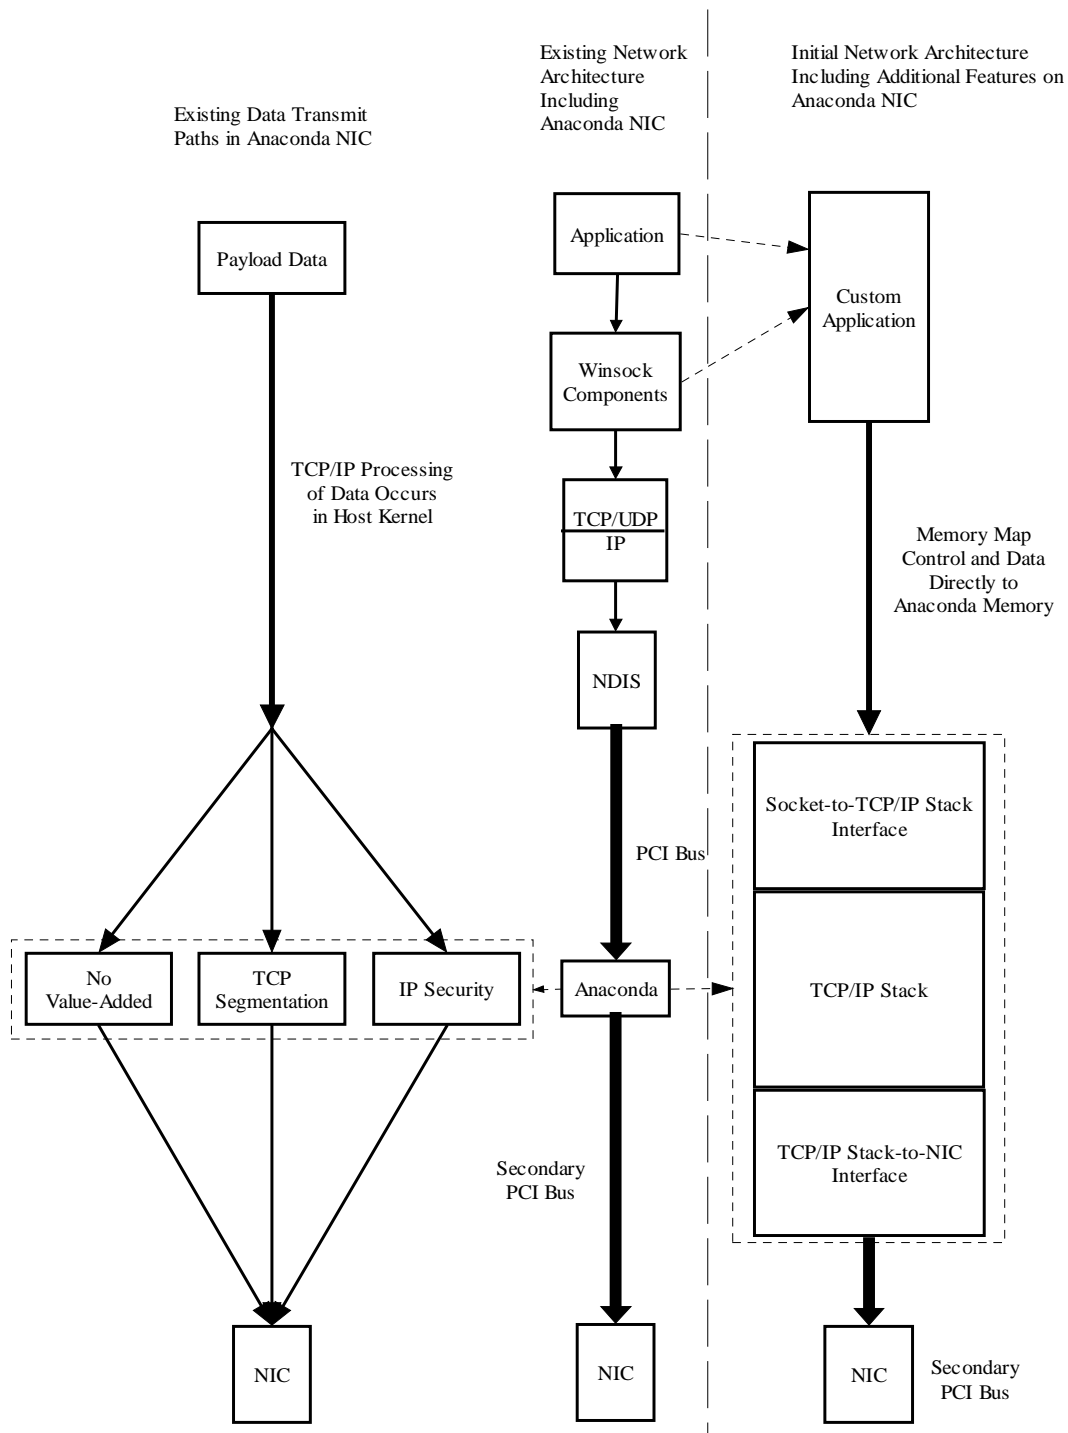 Existing Data Transmit
Paths in Anaconda NIC
Payload Data
TCP/IP Processing
of Data Occurs
in Host Kernel
No
Value-Added
TCP
Segmentation
IP Security
NIC
Existing Network
Architecture
Including
Anaconda NIC
Application
Winsock
Components
TCP/UDP
IP
NDIS
PCI Bus
Anaconda
Secondary
PCI Bus
NIC
Initial Network Architecture
Including Additional Features on
Anaconda NIC
Custom
Application
Memory Map
Control and Data
Directly to
Anaconda Memory
Socket-to-TCP/IP Stack
Interface
TCP/IP Stack
TCP/IP Stack-to-NIC
Interface
NIC
Secondary
PCI Bus